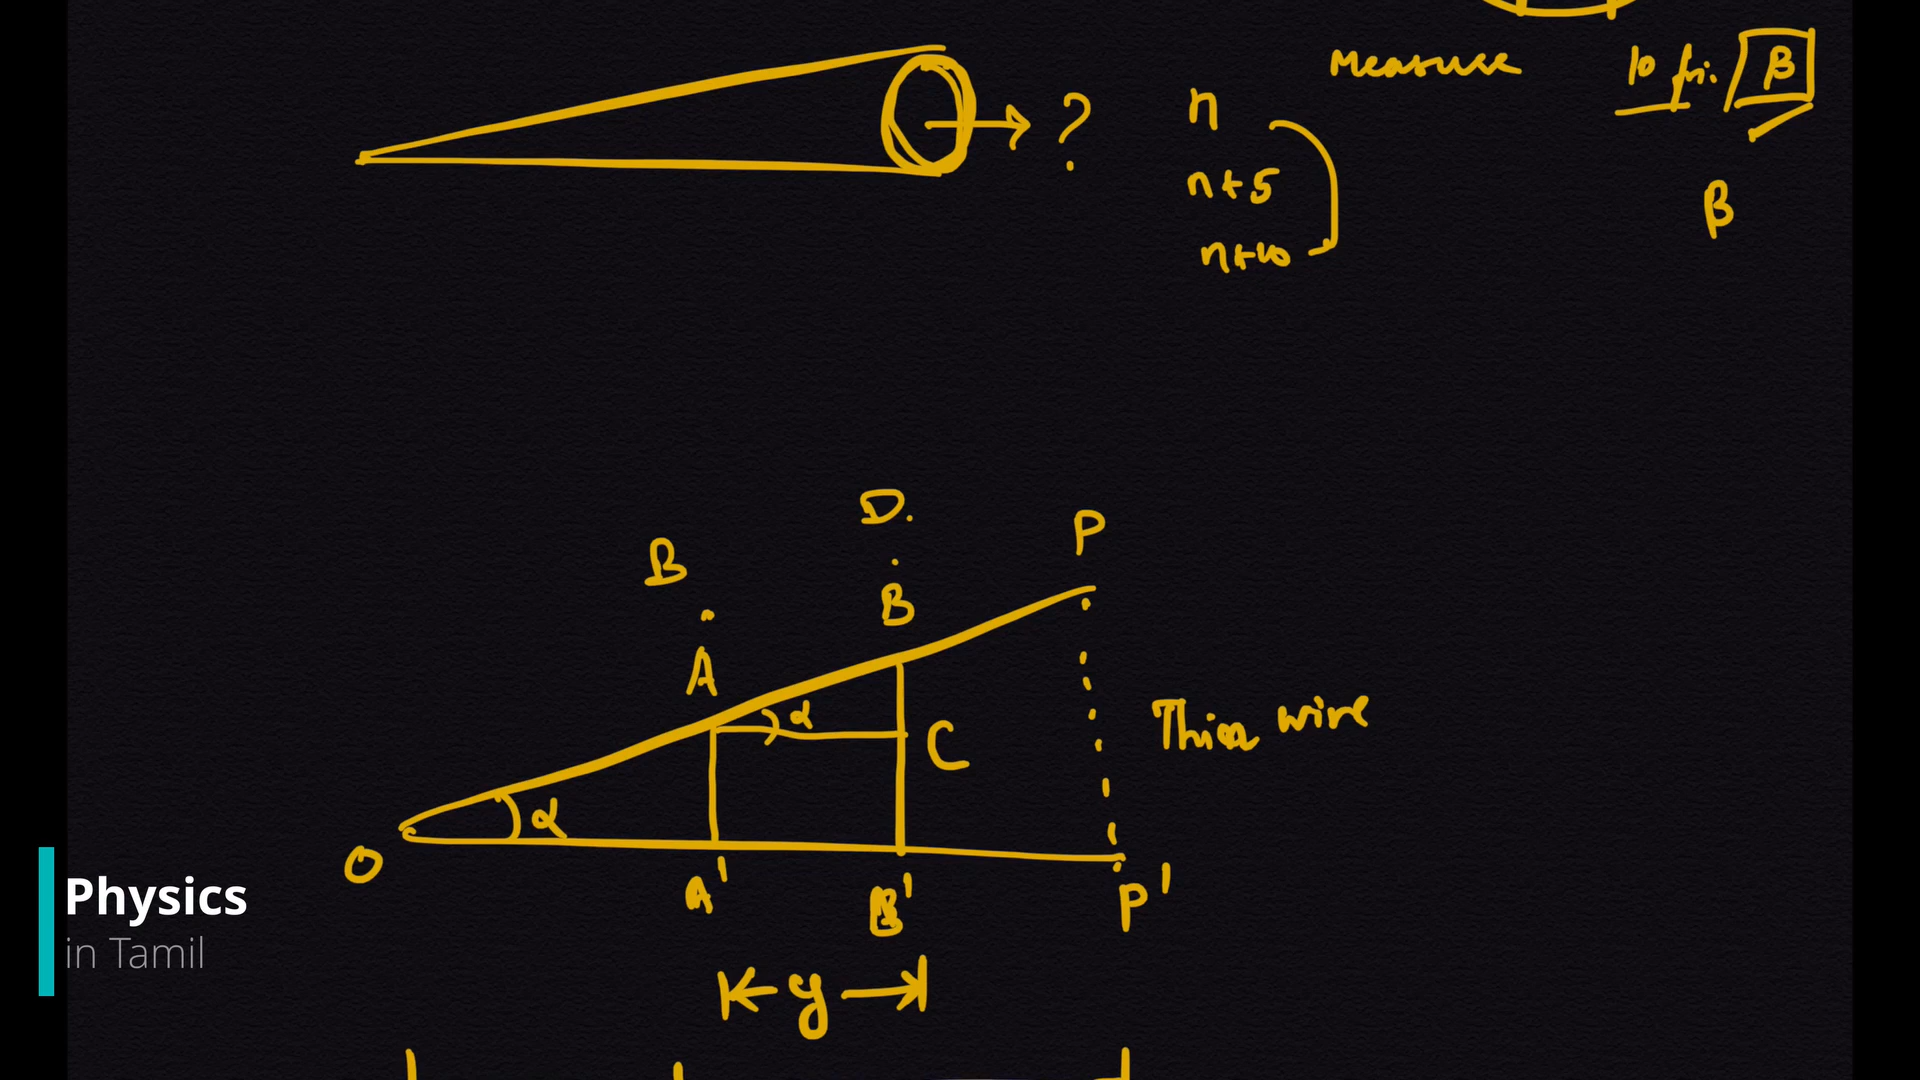 Measure 10 fri. / β
?
n
n+5
n+10
β
D.
B
P
B
A
α
C
Thin wire
α
O
A'
B'
P'
y
Physics
in Tamil